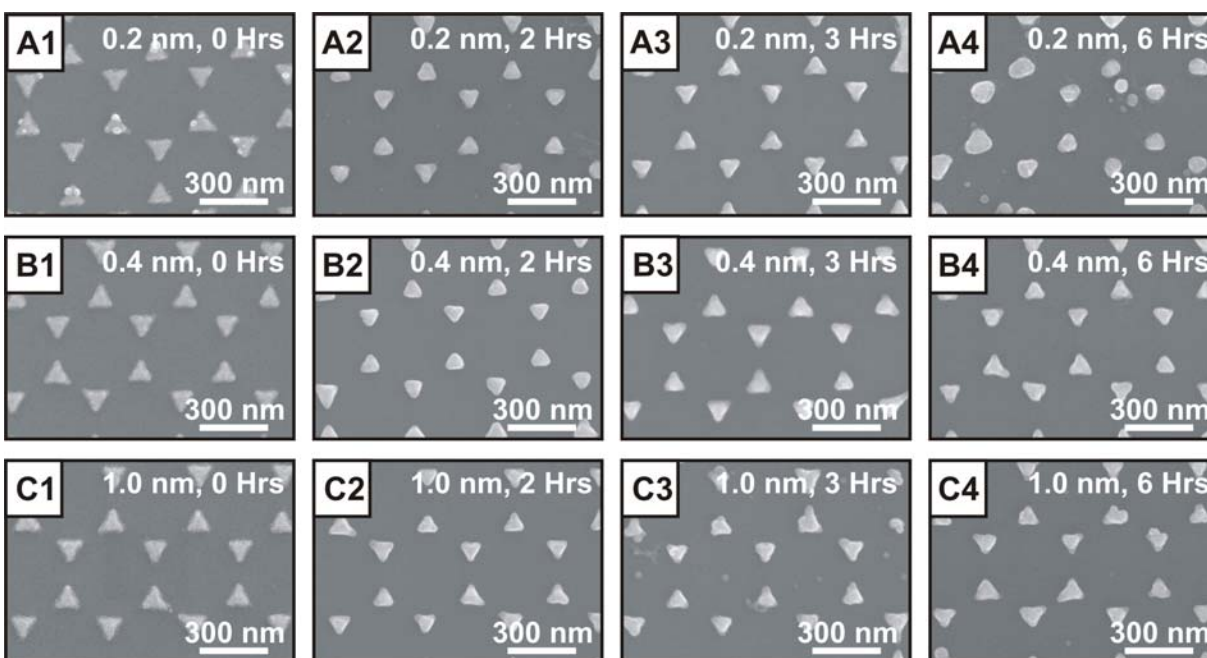 A1 0.2 nm, 0 Hrs
300 nm
A2 0.2 nm, 2 Hrs
300 nm
A3 0.2 nm, 3 Hrs
300 nm
A4 0.2 nm, 6 Hrs
300 nm
B1 0.4 nm, 0 Hrs
300 nm
B2 0.4 nm, 2 Hrs
300 nm
B3 0.4 nm, 3 Hrs
300 nm
B4 0.4 nm, 6 Hrs
300 nm
C1 1.0 nm, 0 Hrs
300 nm
C2 1.0 nm, 2 Hrs
300 nm
C3 1.0 nm, 3 Hrs
300 nm
C4 1.0 nm, 6 Hrs
300 nm